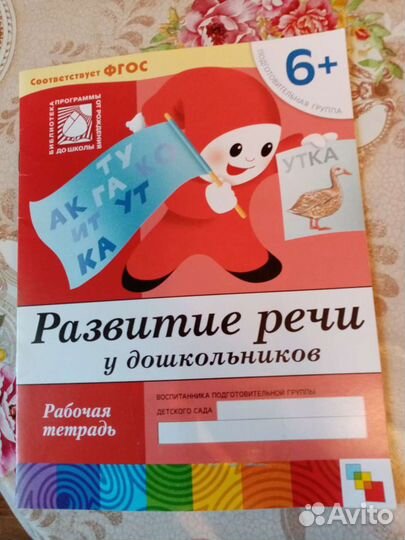 Соответствует ФГОС
6+
ПОДГОТОВИТЕЛЬНАЯ ГРУППА
БИБЛИОТЕКА ПРОГРАММЫ ОТ РОЖДЕНИЯ ДО ШКОЛЫ
ТУ
АК ГА КА
ИТ УТ
КА
УТКА
Развитие речи
у дошкольников
Рабочая
тетрадь
ВОСПИТАННИКА ПОДГОТОВИТЕЛЬНОЙ ГРУППЫ
ДЕТСКОГО САДА
Avito